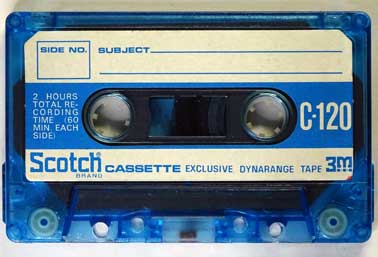 SIDE NO.
SUBJECT
2 HOURS
TOTAL RE-
CORDING
TIME (60
MIN. EACH
SIDE)
C-120
Scotch CASSETTE EXCLUSIVE DYNARANGE TAPE 3M
BRAND